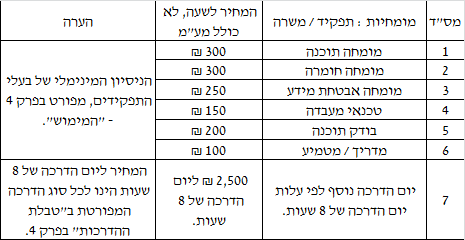 מס"ד
מומחיות : תפקיד / משרה
המחיר לשעה, לא
כולל מע"מ
הערה
1
מומחה תוכנה
300 ₪
2
מומחה חומרה
300 ₪
3
מומחה אבטחת מידע
250 ₪
4
טכנאי מעבדה
150 ₪
5
בודק תוכנה
200 ₪
6
מדריך / מטמיע
100 ₪
הניסיון המינימלי של בעלי
התפקידים, מפורט בפרק 4
- "המימוש".
7
יום הדרכה נוסף לפי עלות
יום הדרכה של 8 שעות.
2,500 ₪ ליום
הדרכה של 8
שעות.
המחיר ליום הדרכה של 8
שעות הינו לכל סוג הדרכה
המפורטת ב"טבלת
ההדרכות" בפרק 4.